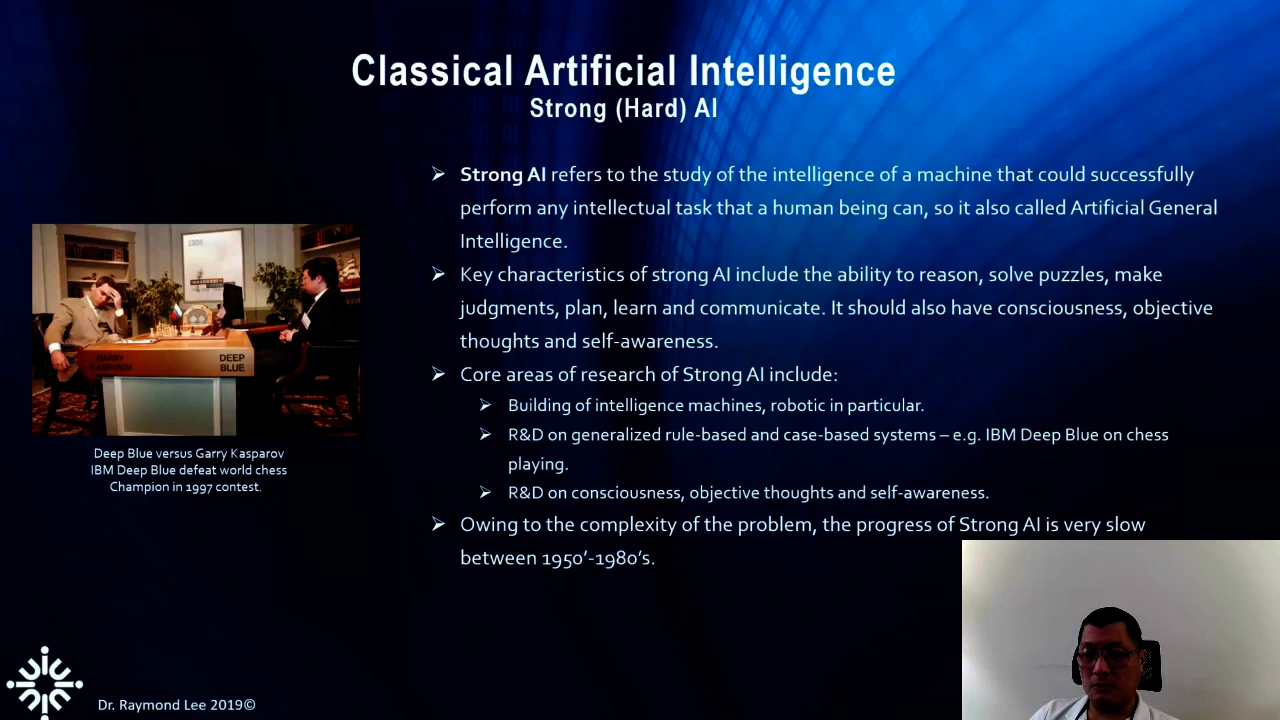 Classical Artificial Intelligence
Strong (Hard) AI
Strong AI refers to the study of the intelligence of a machine that could successfully
perform any intellectual task that a human being can, so it also called Artificial General
Intelligence.
Key characteristics of strong AI include the ability to reason, solve puzzles, make
judgments, plan, learn and communicate. It should also have consciousness, objective
thoughts and self-awareness.
Core areas of research of Strong AI include:
Building of intelligence machines, robotic in particular.
R&D on generalized rule-based and case-based systems – e.g. IBM Deep Blue on chess
playing.
R&D on consciousness, objective thoughts and self-awareness.
Owing to the complexity of the problem, the progress of Strong AI is very slow
between 1950’-1980’s.
GARRY
KASPAROV
DEEP
BLUE
Deep Blue versus Garry Kasparov
IBM Deep Blue defeat world chess
Champion in 1997 contest.
Dr. Raymond Lee 2019©